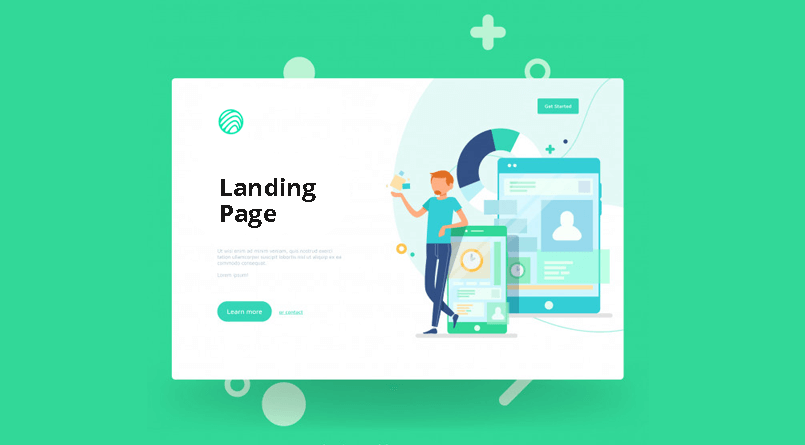 Get Started
Landing
Page
Ut wisi enim ad minim veniam, quis nostrud exerci
tation ullamcorper suscipit lobortis nisl ut aliquip ex ea
commodo consequat.
Lorem ipsum!
Learn more
or contact